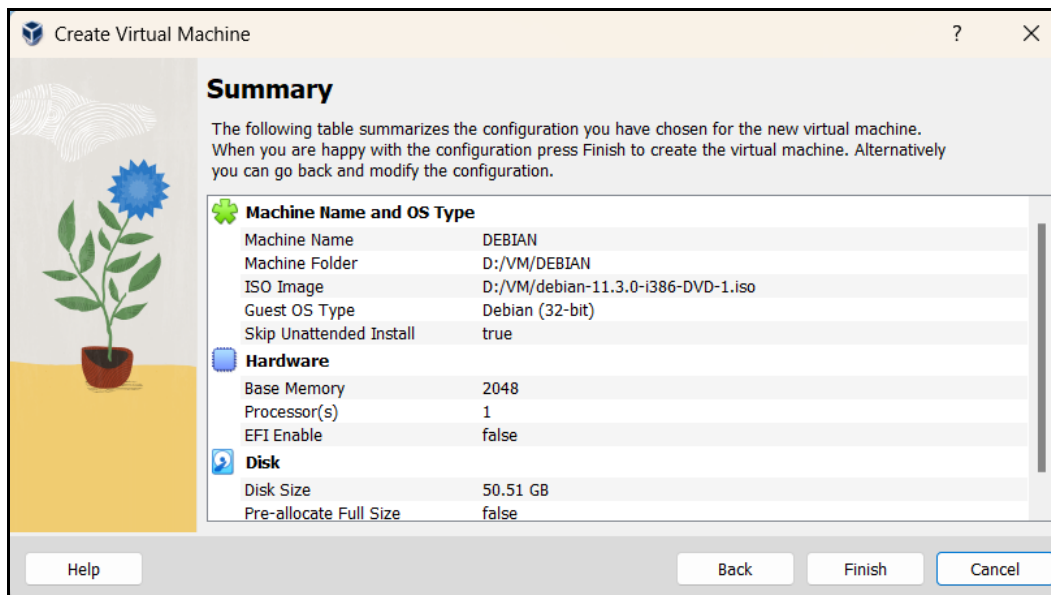 Create Virtual Machine
?
Summary
The following table summarizes the configuration you have chosen for the new virtual machine.
When you are happy with the configuration press Finish to create the virtual machine. Alternatively
you can go back and modify the configuration.
Machine Name and OS Type
Machine Name DEBIAN
Machine Folder D:/VM/DEBIAN
ISO Image D:/VM/debian-11.3.0-i386-DVD-1.iso
Guest OS Type Debian (32-bit)
Skip Unattended Install true
Hardware
Base Memory 2048
Processor(s) 1
EFI Enable false
Disk
Disk Size 50.51 GB
Pre-allocate Full Size false
Help Back Finish Cancel